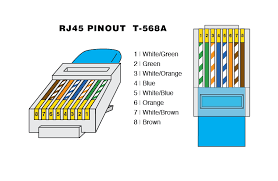 RJ45 PINOUT T-568A
1 | White/Green
2 | Green
3 | White/Orange
4 | Blue
5 | White/Blue
6 | Orange
7 | White/Brown
8 | Brown